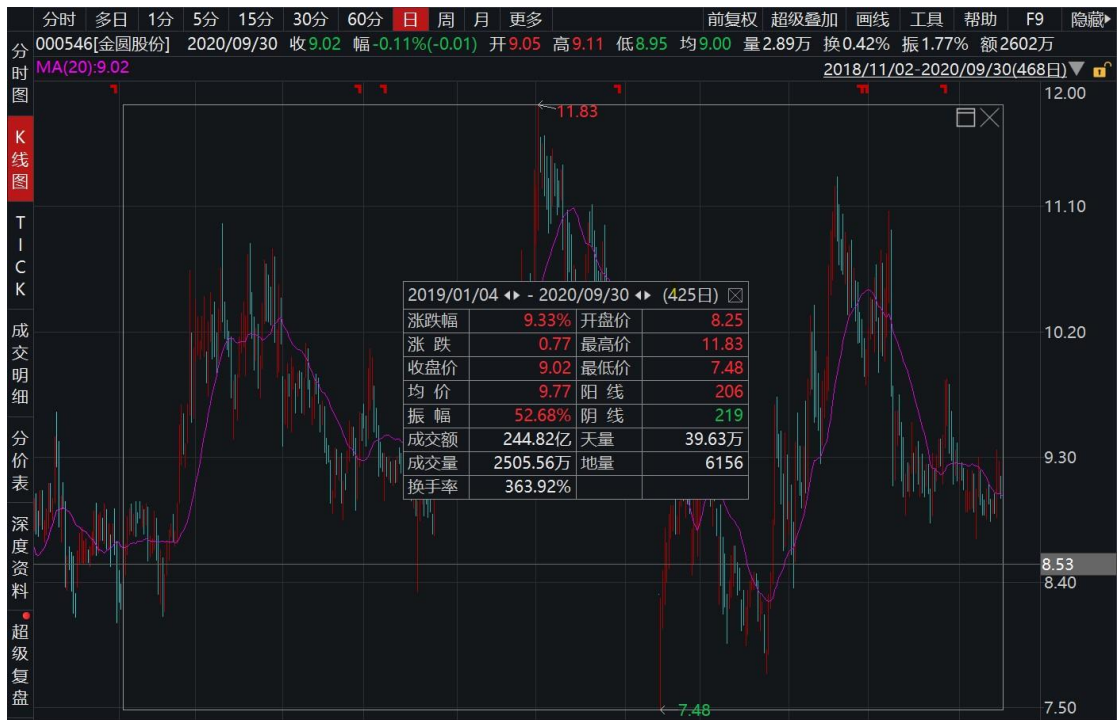 分时 多日 1分 5分 15分 30分 60分 日 周 月 更多 前复权 超级叠加 画线 工具 帮助 F9 隐藏
000546[金圆股份] 2020/09/30 收9.02 幅-0.11%(-0.01) 开9.05 高9.11 低8.95 均9.00 量2.89万 换0.42% 振1.77% 额2602万
MA(20):9.02 2018/11/02-2020/09/30(468日)
分时图
K线图
TICK
成交明细
分价表
深度资料
超级复盘
12.00
11.83
11.10
2019/01/04 - 2020/09/30 (425日)
涨跌幅 9.33% 开盘价 8.25
涨 跌 0.77 最高价 11.83
收盘价 9.02 最低价 7.48
均 价 9.77 阳 线 206
振 幅 52.68% 阴 线 219
成交额 244.82亿 天量 39.63万
成交量 2505.56万 地量 6156
换手率 363.92%
10.20
9.30
8.53
8.40
7.48
7.50